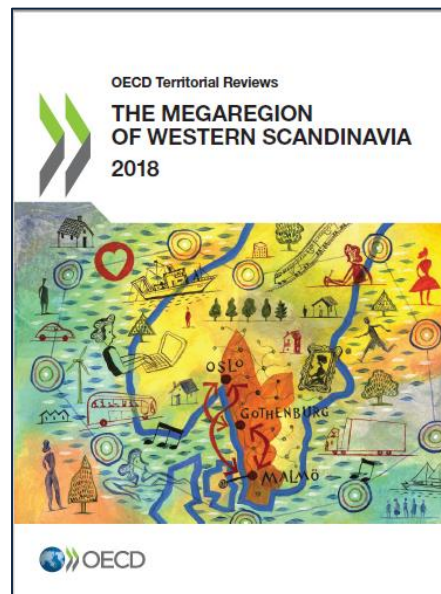 OECD Territorial Reviews
THE MEGAREGION
OF WESTERN SCANDINAVIA
2018
OSLO
GOTHENBURG
MALMÖ
OECD